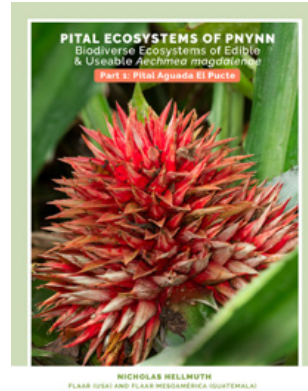 PITAL ECOSYSTEMS OF PNYNN
Biodiverse Ecosystems of Edible
& Useable Aechmea magdalenae
Part 1: Pital Aguada El Pucte
NICHOLAS HELLMUTH
FLAAR (USA) AND FLAAR MESOAMÉRICA (GUATEMALA)